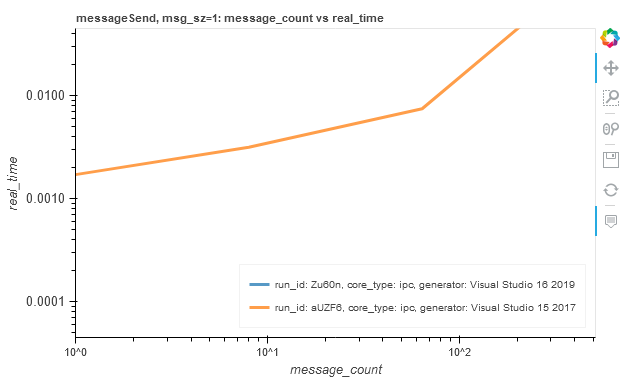 messageSend, msg_sz=1: message_count vs real_time
0.0100
0.0010
0.0001
real_time
run_id: Zu60n, core_type: ipc, generator: Visual Studio 16 2019
run_id: aUZF6, core_type: ipc, generator: Visual Studio 15 2017
10^0
10^1
10^2
message_count